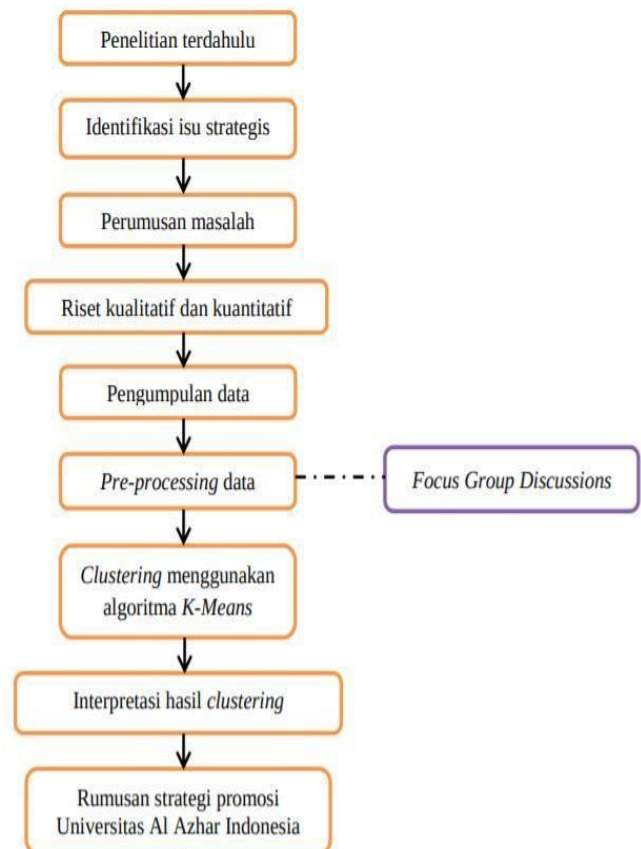 Penelitian terdahulu
Identifikasi isu strategis
Perumusan masalah
Riset kualitatif dan kuantitatif
Pengumpulan data
Pre-processing data
Focus Group Discussions
Clustering menggunakan
algoritma K-Means
Interpretasi hasil clustering
Rumusan strategi promosi
Universitas Al Azhar Indonesia